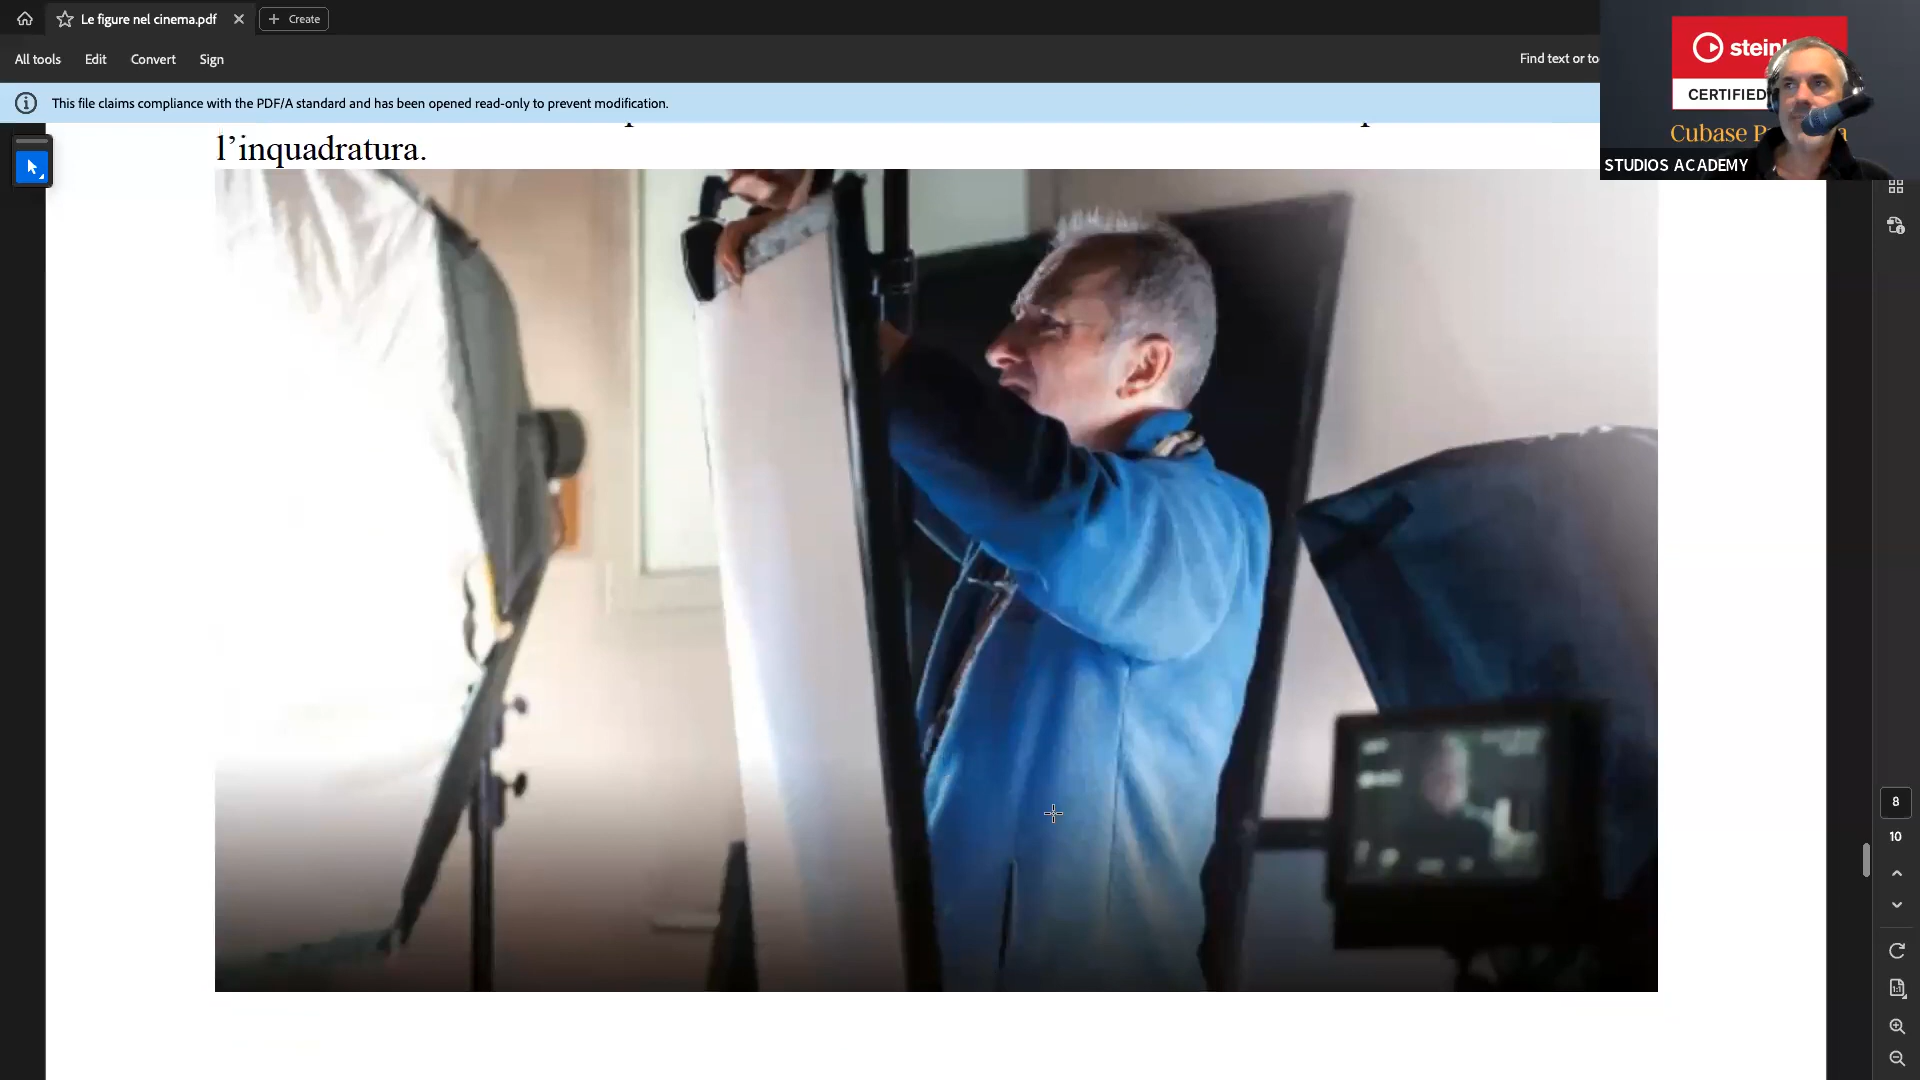 Le figure nel cinema.pdf
Create
All tools
Edit
Convert
Sign
Find text or to
This file claims compliance with the PDF/A standard and has been opened read-only to prevent modification.
l’inquadratura.
CERTIFIED
Cubase
STUDIOS ACADEMY
8
10